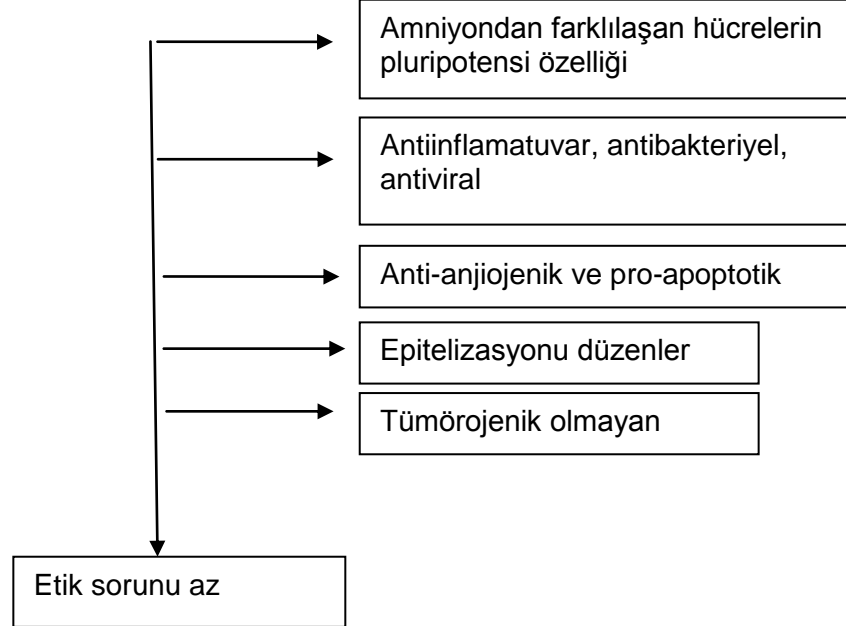 Amniyondan farklılaşan hücrelerin
pluripotensi özelliği
Antiinflamatuvar, antibakteriyel,
antiviral
Anti-anjiojenik ve pro-apoptotik
Epitelizasyonu düzenler
Tümörojenik olmayan
Etik sorunu az